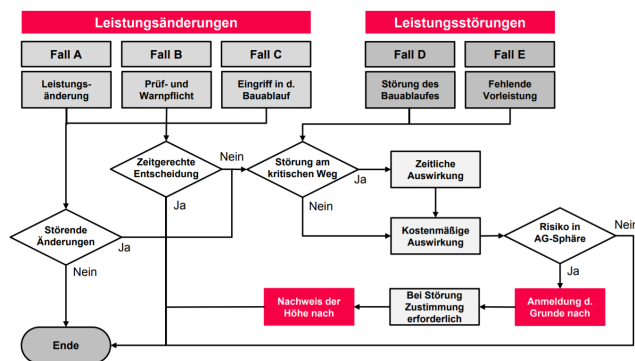 Leistungsänderungen
Leistungsstörungen
Fall A
Fall B
Fall C
Fall D
Fall E
Leistungs-
änderung
Prüf- und
Warnpflicht
Eingriff in d.
Bauablauf
Störung des
Bauablaufes
Fehlende
Vorleistung
Zeitgerechte
Entscheidung
Nein
Störung am
kritischen Weg
Ja
Zeitliche
Auswirkung
Ja
Nein
Störende
Änderungen
Ja
Kostenmäßige
Auswirkung
Risiko in
AG-Sphäre
Nein
Nein
Ja
Nachweis der
Höhe nach
Bei Störung
Zustimmung
erforderlich
Anmeldung d.
Grunde nach
Ende